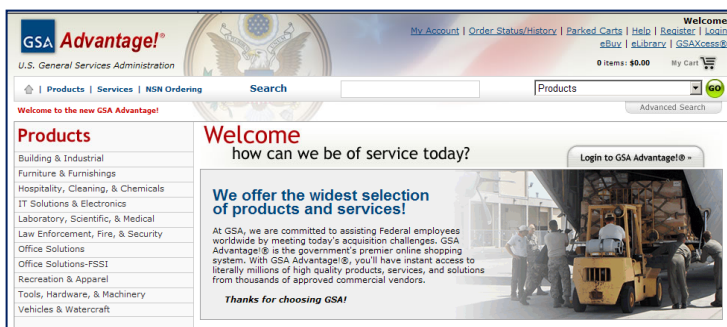 Welcome
My Account | Order Status/History | Parked Carts | Help | Register | Login
eBuy | eLibrary | GSAXcess®
GSA Advantage!®
U.S. General Services Administration
0 items: $0.00 My Cart
| Products | Services | NSN Ordering Search Products GO
Welcome to the new GSA Advantage! Advanced Search
Products
Building & Industrial
Furniture & Furnishings
Hospitality, Cleaning, & Chemicals
IT Solutions & Electronics
Laboratory, Scientific, & Medical
Law Enforcement, Fire, & Security
Office Solutions
Office Solutions-FSSI
Recreation & Apparel
Tools, Hardware, & Machinery
Vehicles & Watercraft
Welcome
how can we be of service today?
Login to GSA Advantage!® »
We offer the widest selection
of products and services!
At GSA, we are committed to assisting Federal employees
worldwide by meeting today's acquisition challenges. GSA
Advantage!® is the government's premier online shopping
system. With GSA Advantage!®, you'll have instant access to
literally millions of high quality products, services, and solutions
from thousands of approved commercial vendors.
Thanks for choosing GSA!